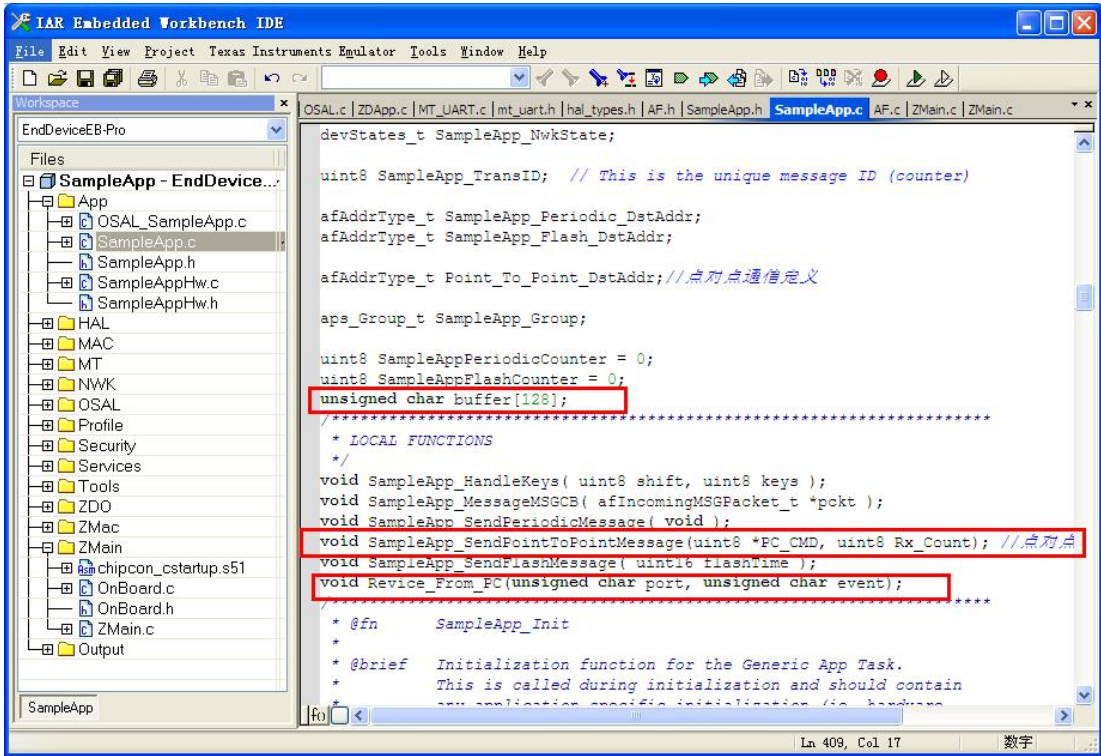 IAR Embedded Workbench IDE
File Edit View Project Texas Instruments Emulator Tools Window Help
Workspace
EndDeviceEB-Pro
Files
SampleApp - EndDevice...
App
OSAL_SampleApp.c
SampleApp.c
SampleApp.h
SampleAppHw.c
SampleAppHw.h
HAL
MAC
MT
NWK
OSAL
Profile
Security
Services
Tools
ZDO
ZMac
ZMain
chipcon_cstartup.s51
OnBoard.c
OnBoard.h
ZMain.c
Output
SampleApp
OSAL.c | ZDApp.c | MT_UART.c | mt_uart.h | hal_types.h | AF.h | SampleApp.h SampleApp.c AF.c | ZMain.c | ZMain.c
devStates_t SampleApp_NwkState;
uint8 SampleApp_TransID;  // This is the unique message ID (counter)
afAddrType_t SampleApp_Periodic_DstAddr;
afAddrType_t SampleApp_Flash_DstAddr;
afAddrType_t Point_To_Point_DstAddr;//点对点通信定义
aps_Group_t SampleApp_Group;
uint8 SampleAppPeriodicCounter = 0;
uint8 SampleAppFlashCounter = 0;
unsigned char buffer[128];
/*********************************************************************
 * LOCAL FUNCTIONS
 */
void SampleApp_HandleKeys( uint8 shift, uint8 keys );
void SampleApp_MessageMSGCB( afIncomingMSGPacket_t *pckt );
void SampleApp_SendPeriodicMessage( void );
void SampleApp_SendPointToPointMessage(uint8 *PC_CMD, uint8 Rx_Count); //点对点
void SampleApp_SendFlashMessage( uint16 flashTime );
void Revice_From_PC(unsigned char port, unsigned char event);
/*********************************************************************
 * @fn      SampleApp_Init
 *
 * @brief   Initialization function for the Generic App Task.
 *          This is called during initialization and should contain
 *          any application specific initialization (ie. hardware
f()
Ln 409, Col 17
数字